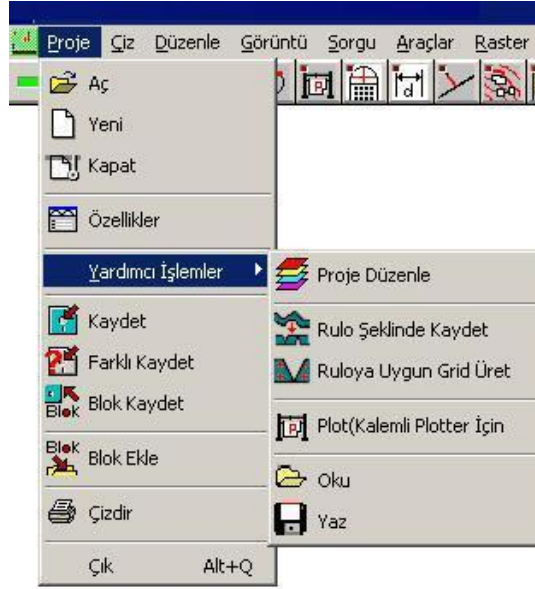 Proje Çiz Düzenle Görüntü Sorgu Araçlar Raster
Aç
Yeni
Kapat
Özellikler
Yardımcı İşlemler
Kaydet
Farklı Kaydet
Blok Kaydet
Blok Ekle
Çizdir
Çık Alt+Q
Proje Düzenle
Rulo Şeklinde Kaydet
Ruloya Uygun Grid Üret
Plot(Kalemli Plotter İçin
Oku
Yaz